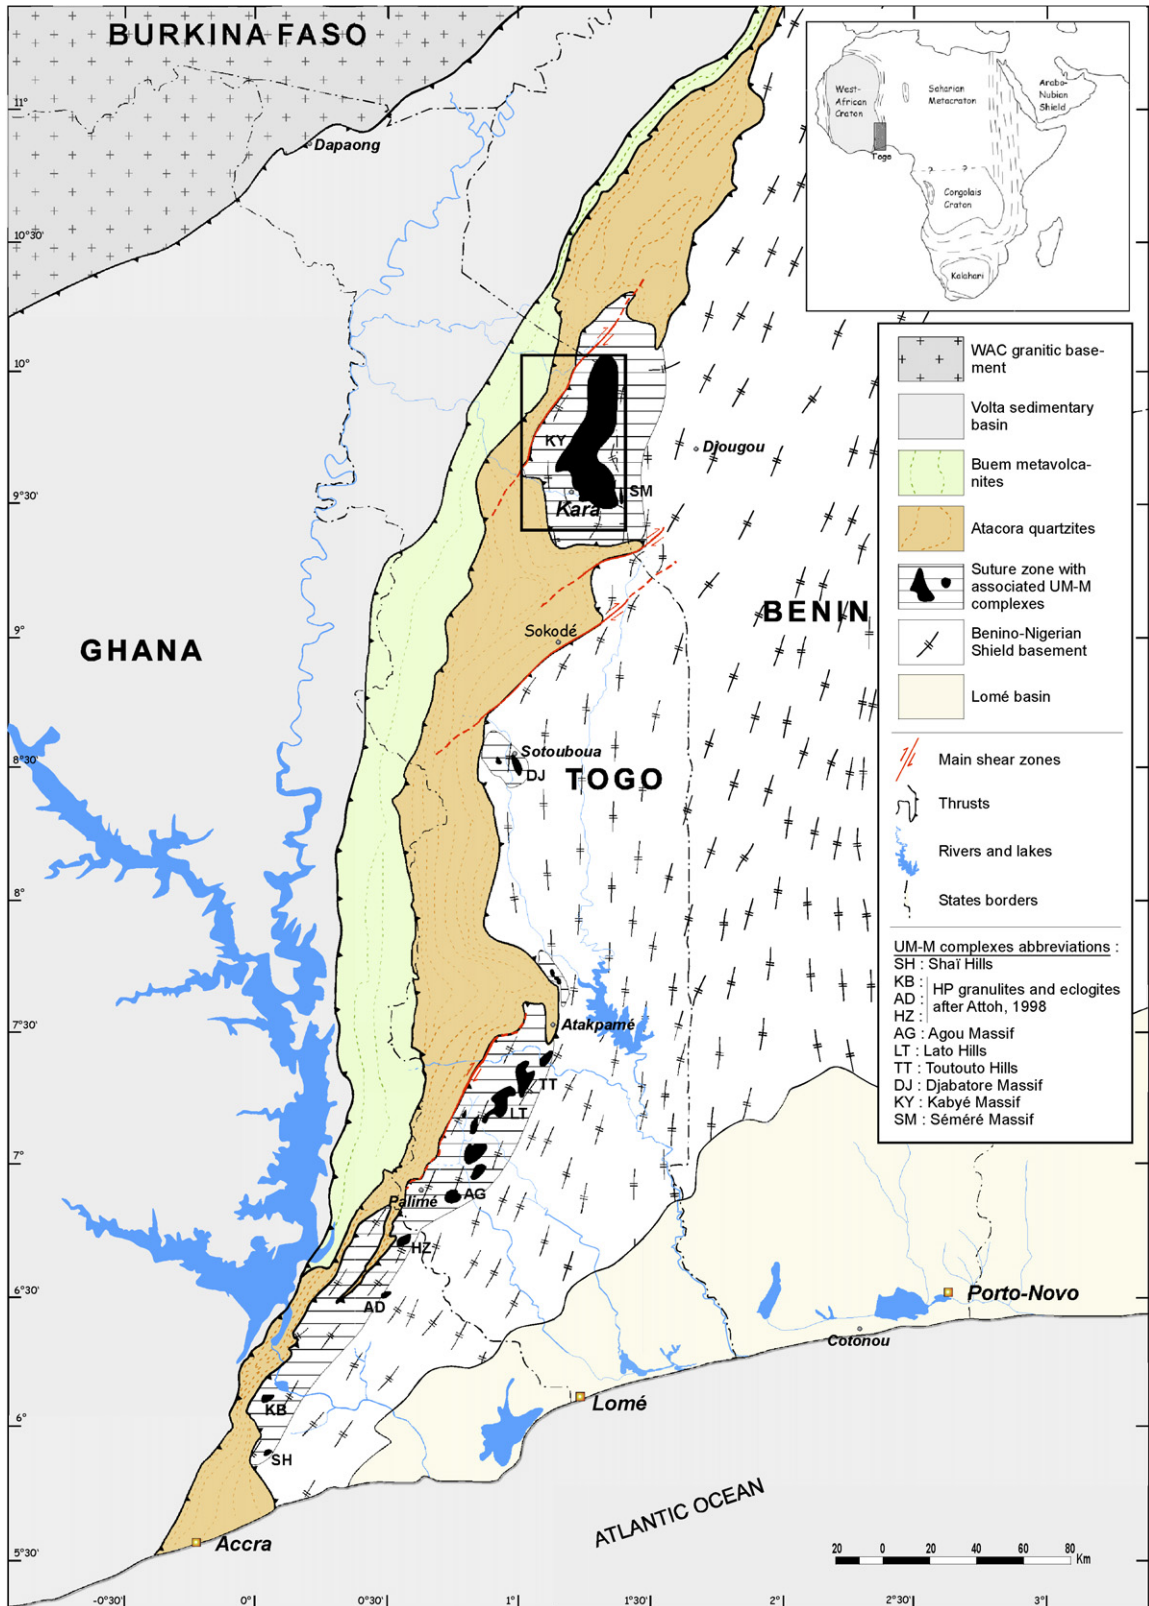 BURKINA FASO
11°
Dapaong
10°30'
10°
KY
SM
Kara
Djougou
9°30'
9°
GHANA
Sokodé
BENIN
8°30'
Sotouboua
DJ
TOGO
8°
7°30'
Atakpamé
TT
LT
7°
Palimé
AG
HZ
6°30'
AD
Porto-Novo
Cotonou
KB
Lomé
6°
SH
ATLANTIC OCEAN
Accra
5°30'
20 0 20 40 60 80 Km
-0°30' 0° 1° 1°30' 2° 2°30' 3°
West-
African
Craton
Saharian
Metacraton
Arabo-
Nubian
Shield
Togo
Congolais
Craton
Kalahari
WAC granitic base-
ment
Volta sedimentary
basin
Buem metavolca-
nites
Atacora quartzites
Suture zone with
associated UM-M
complexes
Benino-Nigerian
Shield basement
Lomé basin
Main shear zones
Thrusts
Rivers and lakes
States borders
UM-M complexes abbreviations :
SH : Shaï Hills
KB :
AD :
HZ :
HP granulites and eclogites
after Attoh, 1998
AG : Agou Massif
LT : Lato Hills
TT : Toutouto Hills
DJ : Djabatore Massif
KY : Kabyé Massif
SM : Séméré Massif